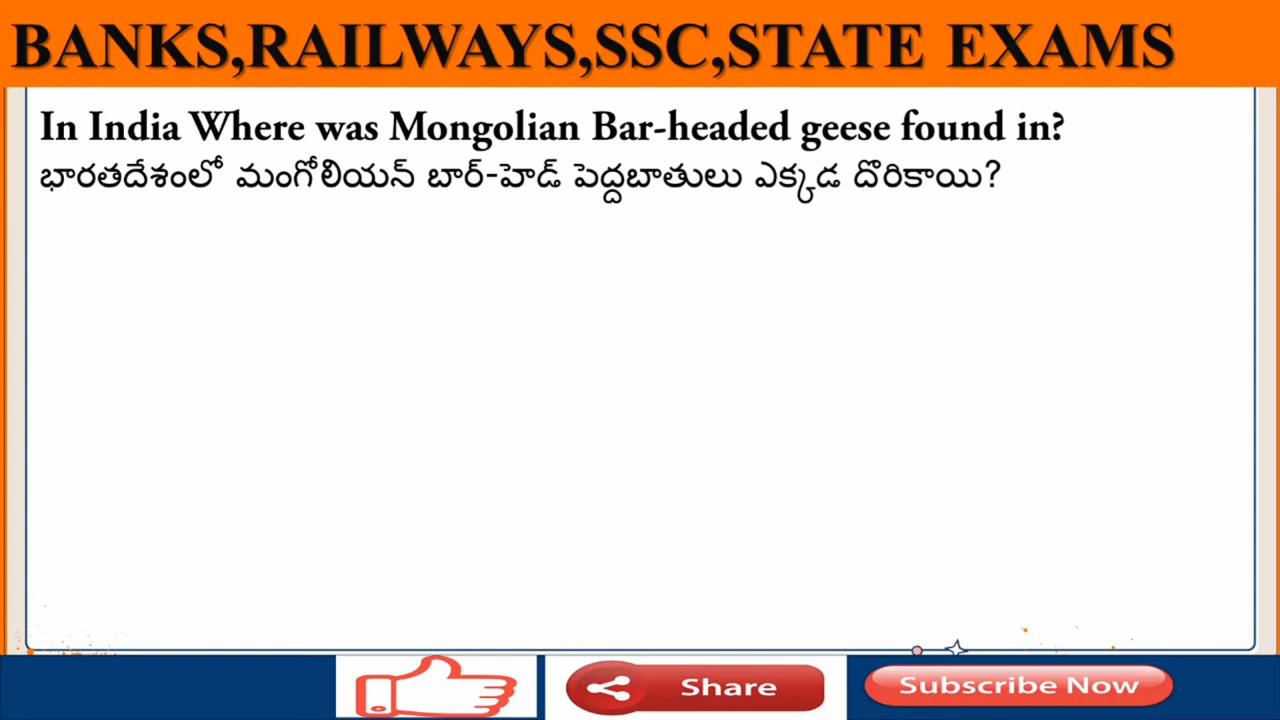 BANKS,RAILWAYS,SSC,STATE EXAMS
In India Where was Mongolian Bar-headed geese found in?
భారతదేశంలో మంగోలియన్ బార్-హెడ్ పెద్దబాతులు ఎక్కడ దొరికాయి?
Share
Subscribe Now